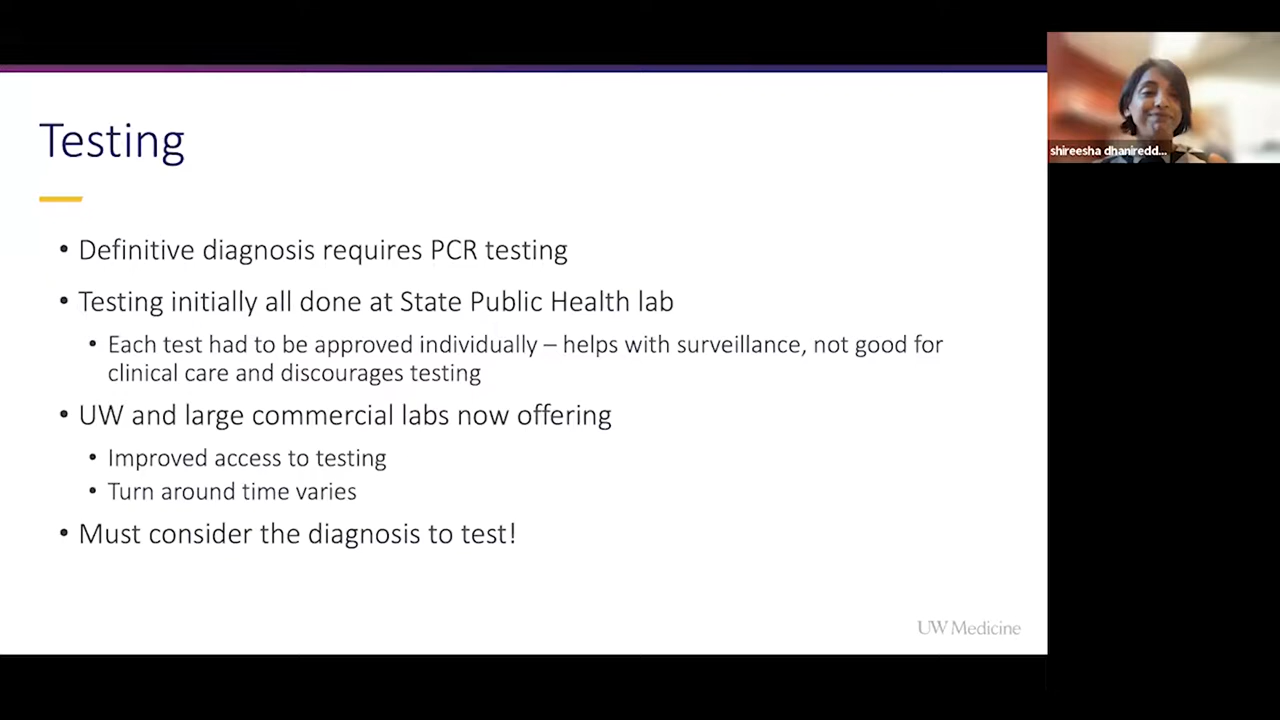 Testing
• Definitive diagnosis requires PCR testing
• Testing initially all done at State Public Health lab
• Each test had to be approved individually – helps with surveillance, not good for
clinical care and discourages testing
• UW and large commercial labs now offering
• Improved access to testing
• Turn around time varies
• Must consider the diagnosis to test!
UW Medicine
shireesha dhaniredd...